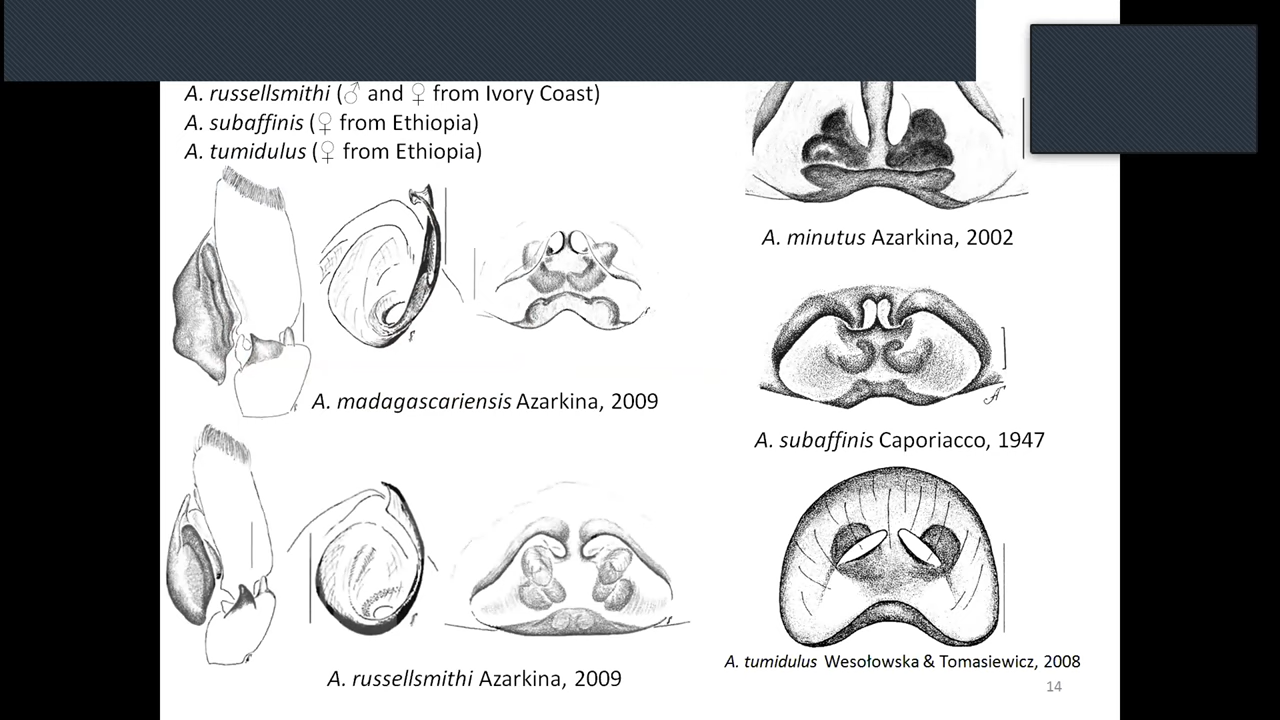 A. russellsmithi (♂ and ♀ from Ivory Coast)
A. subaffinis (♀ from Ethiopia)
A. tumidulus (♀ from Ethiopia)
A. minutus Azarkina, 2002
A. madagascariensis Azarkina, 2009
A. subaffinis Caporiacco, 1947
A. tumidulus Wesołowska & Tomasiewicz, 2008
A. russellsmithi Azarkina, 2009
14